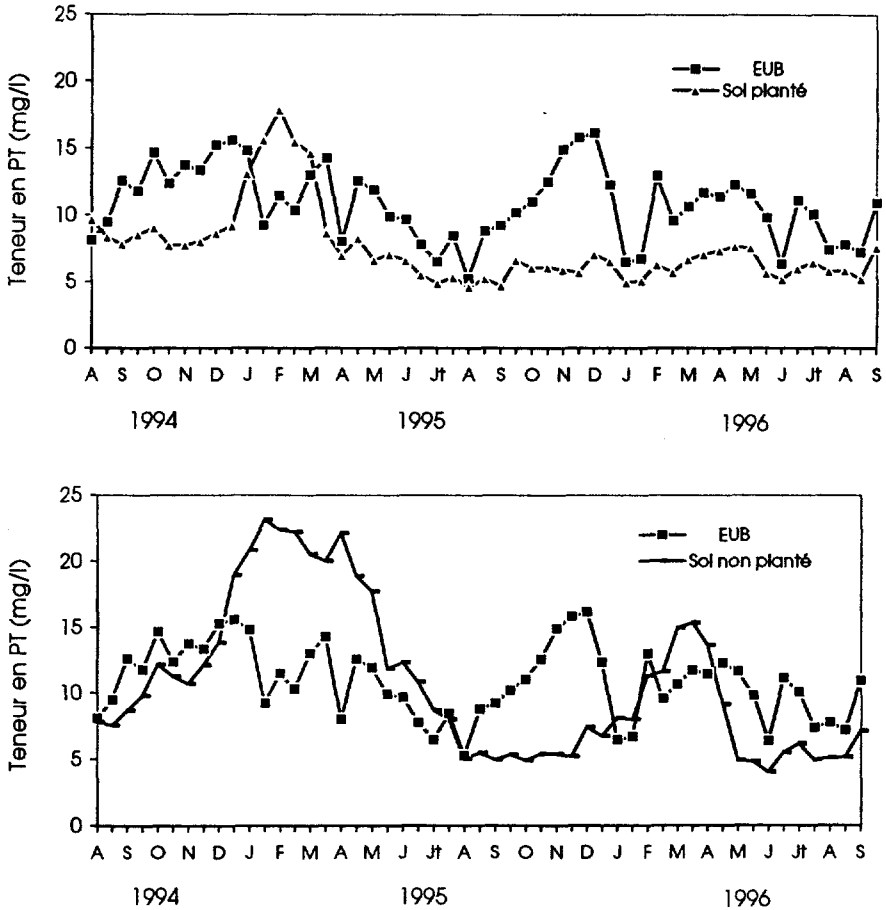 Teneur en PT (mg/l)
25
20
15
10
5
0
EUB
Sol planté
A S O N D J F M A M J Jt A S O N D J F M A M J Jt A S
1994 1995 1996
Teneur en PT (mg/l)
25
20
15
10
5
0
EUB
Sol non planté
A S O N D J F M A M J Jt A S O N D J F M A M J Jt A S
1994 1995 1996